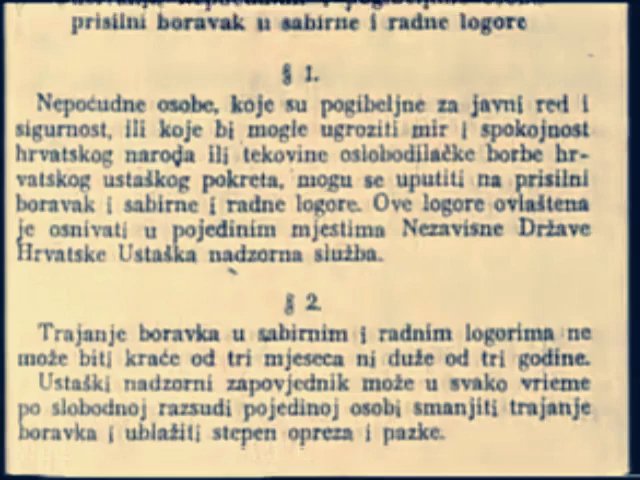 prisilni boravak u sabirne i radne logore
§ 1.
Nepoćudne osobe, koje su pogibeljne za javni red i
sigurnost, ili koje bi mogle ugroziti mir i spokojnost
hrvatskog naroda ili tekovine oslobodilačke borbe hr-
vatskog ustaškog pokreta, mogu se uputiti na prisilni
boravak i sabirne i radne logore. Ove logore ovlaštena
je osnivati u pojedinim mjestima Nezavisne Države
Hrvatske Ustaška nadzorna služba.
§ 2.
Trajanje boravka u sabirnim i radnim logorima ne
može biti kraće od tri mjeseca ni duže od tri godine.
Ustaški nadzorni zapovjednik može u svako vrieme
po slobodnoj razsudi pojedinoj osobi smanjiti trajanje
boravka i ublažiti stepen opreza i pazke.